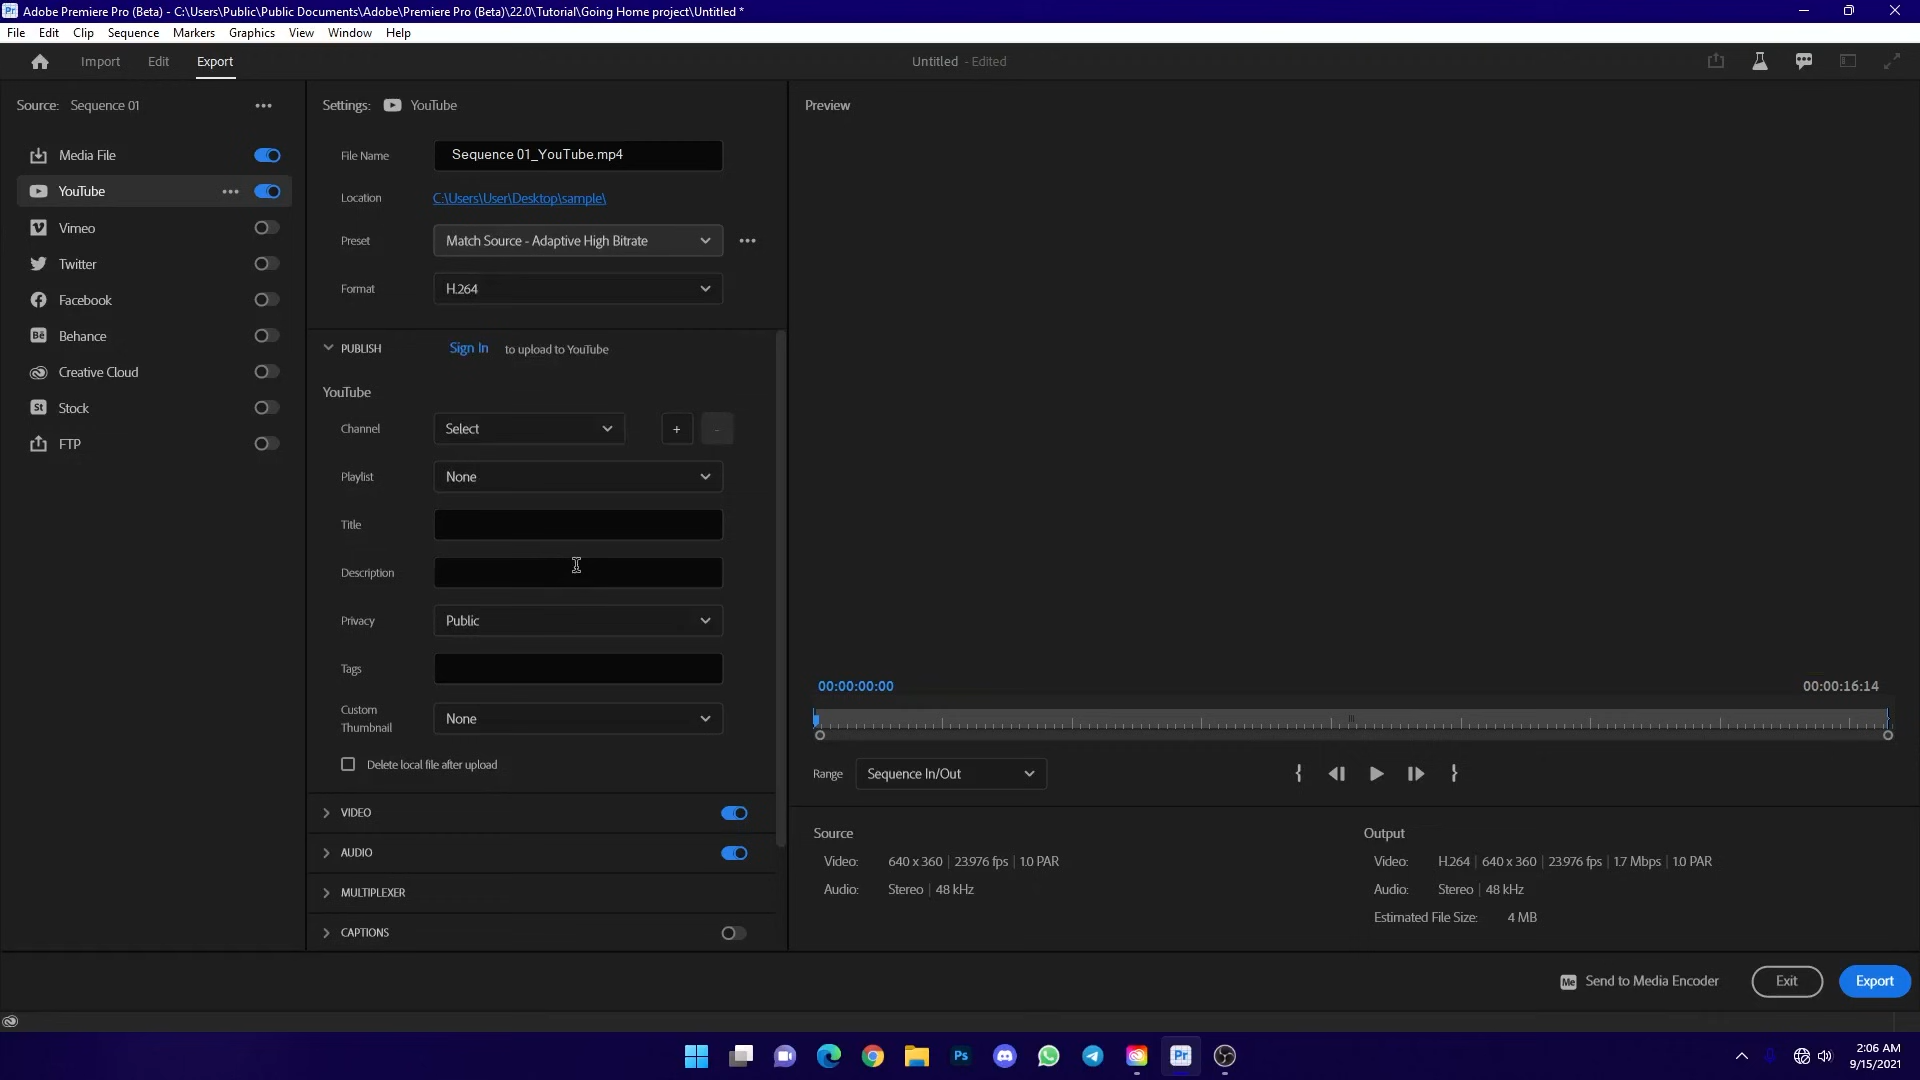 Adobe Premiere Pro (Beta) - C:\Users\Public\Public Documents\Adobe\Premiere Pro (Beta)\22.0\Tutorial\Going Home project\Untitled *
File Edit Clip Sequence Markers Graphics View Window Help
Import Edit Export
Untitled - Edited
Source: Sequence 01
Media File
YouTube
Vimeo
Twitter
Facebook
Behance
Creative Cloud
Stock
FTP
Settings: YouTube
File Name Sequence 01_YouTube.mp4
Location C:\Users\User\Desktop\sample\
Preset Match Source - Adaptive High Bitrate
Format H.264
PUBLISH Sign In to upload to YouTube
YouTube
Channel Select + -
Playlist None
Title
Description
Privacy Public
Tags
Custom
Thumbnail None
Delete local file after upload
VIDEO
AUDIO
MULTIPLEXER
CAPTIONS
Preview
00:00:00:00 00:00:16:14
Range Sequence In/Out
Source
Video: 640 x 360 | 23.976 fps | 1.0 PAR
Audio: Stereo | 48 kHz
Output
Video: H.264 | 640 x 360 | 23.976 fps | 1.7 Mbps | 1.0 PAR
Audio: Stereo | 48 kHz
Estimated File Size: 4 MB
Me Send to Media Encoder Exit Export
2:06 AM
9/15/2021